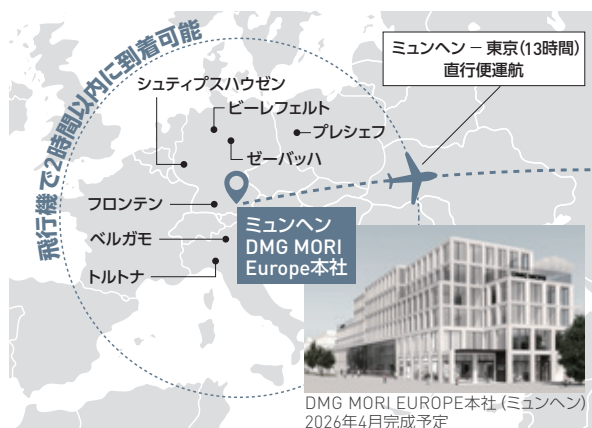 飛行機で2時間以内に到着可能
ミュンヘン － 東京（13時間）
直行便運航
シュティプスハウゼン
ビーレフェルト
プレシェフ
ゼーバッハ
フロンテン
ベルガモ
トルトナ
ミュンヘン
DMG MORI
Europe本社
DMG MORI EUROPE本社（ミュンヘン）
2026年4月完成予定